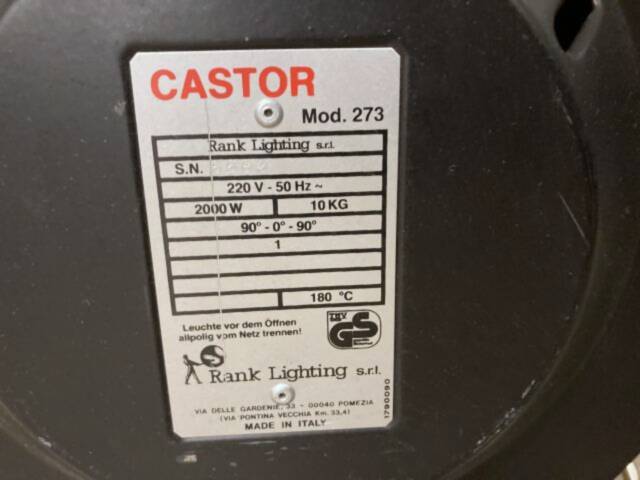 CASTOR
Mod. 273
Rank Lighting s.r.l.
S.N.
220 V - 50 Hz ~
2000 W 10 KG
90° - 0° - 90°
1
180 °C
Leuchte vor dem Öffnen
allpolig vom Netz trennen!
TÜV
GS
Rank Lighting s.r.l.
VIA DELLE GARDENIE, 33 - 00040 POMEZIA
(VIA PONTINA VECCHIA Km. 33,4)
MADE IN ITALY
1790090